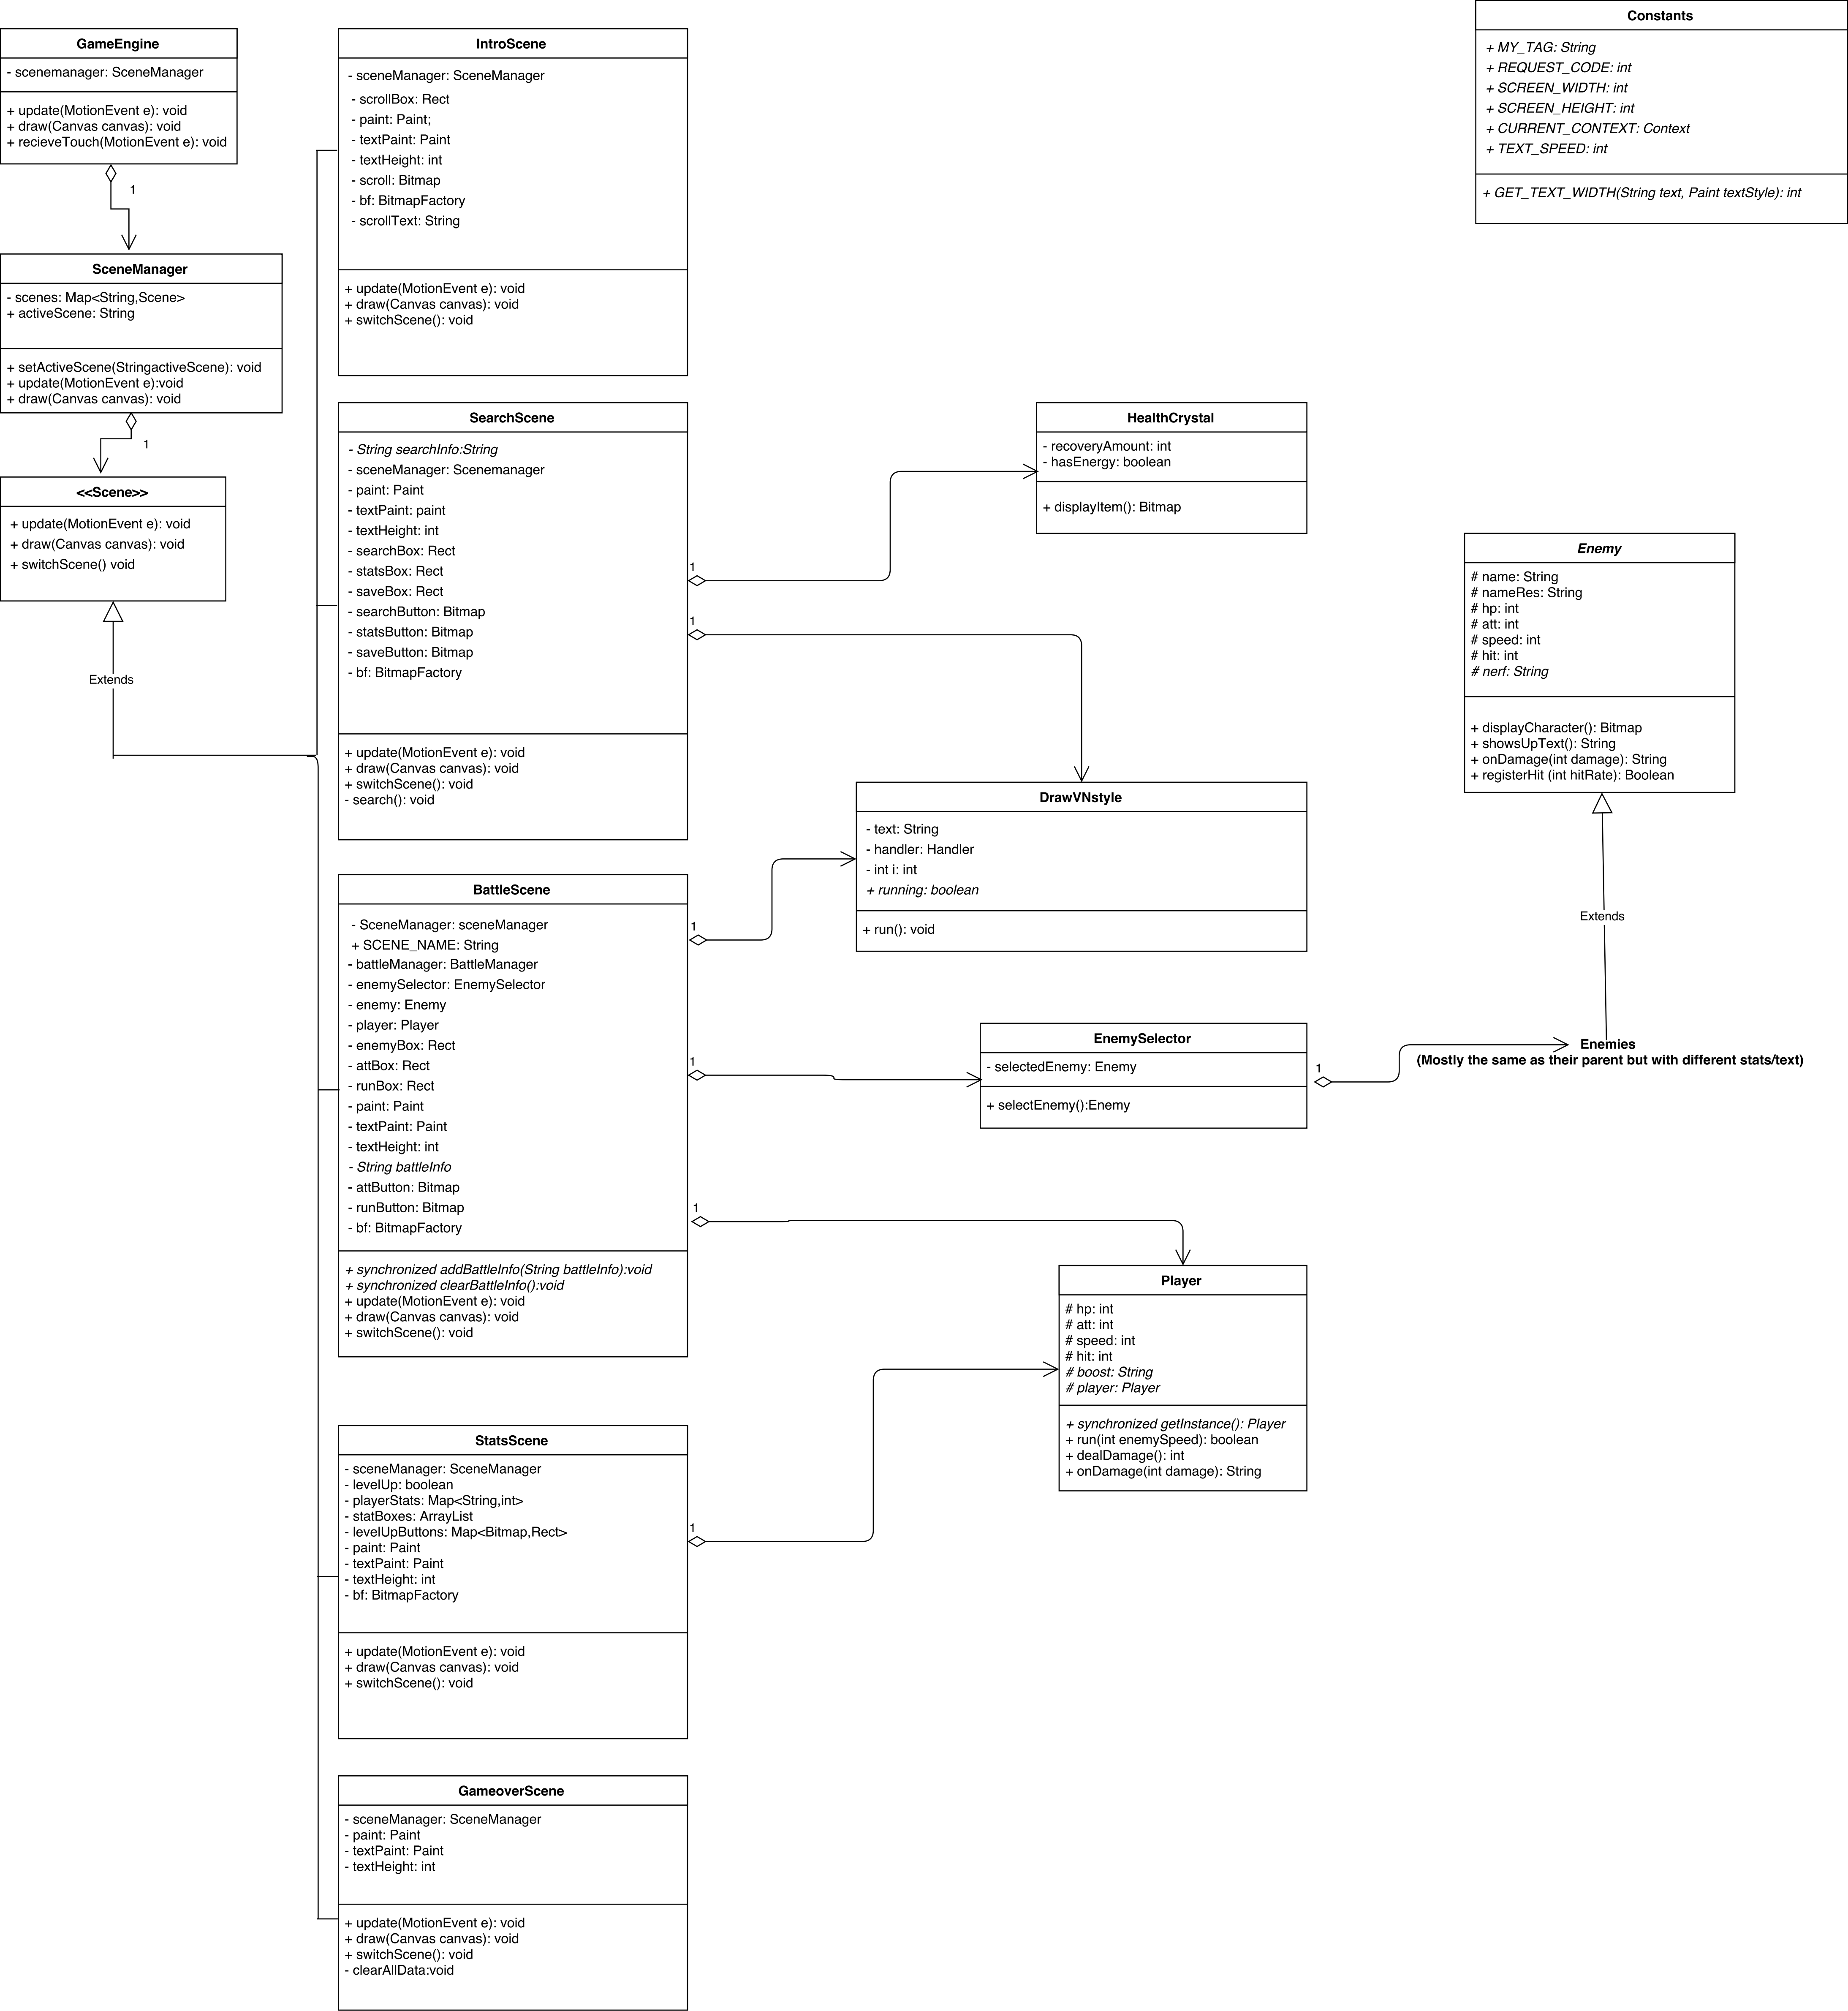 GameEngine
- scenemanager: SceneManager
+ update(MotionEvent e): void
+ draw(Canvas canvas): void
+ recieveTouch(MotionEvent e): void
1
SceneManager
- scenes: Map<String,Scene>
+ activeScene: String
+ setActiveScene(StringactiveScene): void
+ update(MotionEvent e):void
+ draw(Canvas canvas): void
1
<<Scene>>
+ update(MotionEvent e): void
+ draw(Canvas canvas): void
+ switchScene() void
Extends
IntroScene
- sceneManager: SceneManager
- scrollBox: Rect
- paint: Paint;
- textPaint: Paint
- textHeight: int
- scroll: Bitmap
- bf: BitmapFactory
- scrollText: String
+ update(MotionEvent e): void
+ draw(Canvas canvas): void
+ switchScene(): void
SearchScene
- String searchInfo:String
- sceneManager: Scenemanager
- paint: Paint
- textPaint: paint
- textHeight: int
- searchBox: Rect
- statsBox: Rect
- saveBox: Rect
- searchButton: Bitmap
- statsButton: Bitmap
- saveButton: Bitmap
- bf: BitmapFactory
+ update(MotionEvent e): void
+ draw(Canvas canvas): void
+ switchScene(): void
- search(): void
1
1
BattleScene
- SceneManager: sceneManager
+ SCENE_NAME: String
- battleManager: BattleManager
- enemySelector: EnemySelector
- enemy: Enemy
- player: Player
- enemyBox: Rect
- attBox: Rect
- runBox: Rect
- paint: Paint
- textPaint: Paint
- textHeight: int
- String battleInfo
- attButton: Bitmap
- runButton: Bitmap
- bf: BitmapFactory
+ synchronized addBattleInfo(String battleInfo):void
+ synchronized clearBattleInfo():void
+ update(MotionEvent e): void
+ draw(Canvas canvas): void
+ switchScene(): void
1
1
1
StatsScene
- sceneManager: SceneManager
- levelUp: boolean
- playerStats: Map<String,int>
- statBoxes: ArrayList
- levelUpButtons: Map<Bitmap,Rect>
- paint: Paint
- textPaint: Paint
- textHeight: int
- bf: BitmapFactory
+ update(MotionEvent e): void
+ draw(Canvas canvas): void
+ switchScene(): void
1
GameoverScene
- sceneManager: SceneManager
- paint: Paint
- textPaint: Paint
- textHeight: int
+ update(MotionEvent e): void
+ draw(Canvas canvas): void
+ switchScene(): void
- clearAllData:void
HealthCrystal
- recoveryAmount: int
- hasEnergy: boolean
+ displayItem(): Bitmap
DrawVNstyle
- text: String
- handler: Handler
- int i: int
+ running: boolean
+ run(): void
EnemySelector
- selectedEnemy: Enemy
+ selectEnemy():Enemy
1
Player
# hp: int
# att: int
# speed: int
# hit: int
# boost: String
# player: Player
+ synchronized getInstance(): Player
+ run(int enemySpeed): boolean
+ dealDamage(): int
+ onDamage(int damage): String
Constants
+ MY_TAG: String
+ REQUEST_CODE: int
+ SCREEN_WIDTH: int
+ SCREEN_HEIGHT: int
+ CURRENT_CONTEXT: Context
+ TEXT_SPEED: int
+ GET_TEXT_WIDTH(String text, Paint textStyle): int
Enemy
# name: String
# nameRes: String
# hp: int
# att: int
# speed: int
# hit: int
# nerf: String
+ displayCharacter(): Bitmap
+ showsUpText(): String
+ onDamage(int damage): String
+ registerHit (int hitRate): Boolean
Extends
Enemies
(Mostly the same as their parent but with different stats/text)